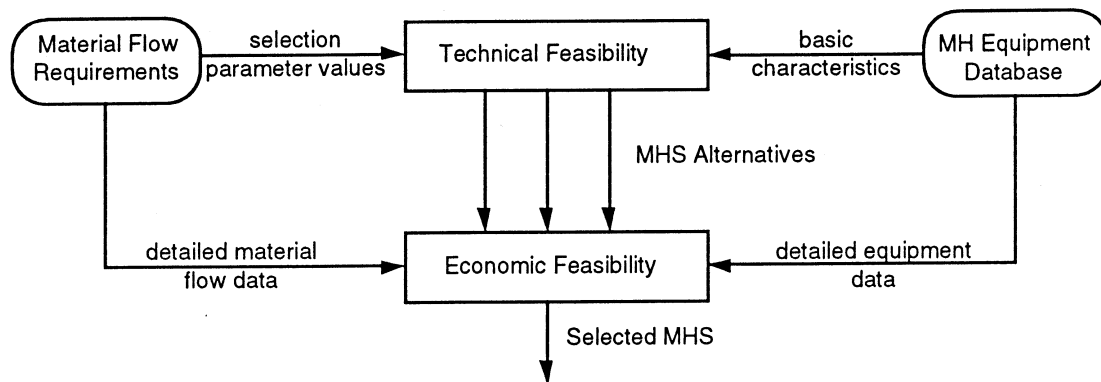 Material Flow
Requirements
selection
parameter values
Technical Feasibility
basic
characteristics
MH Equipment
Database
MHS Alternatives
detailed material
flow data
Economic Feasibility
detailed equipment
data
Selected MHS